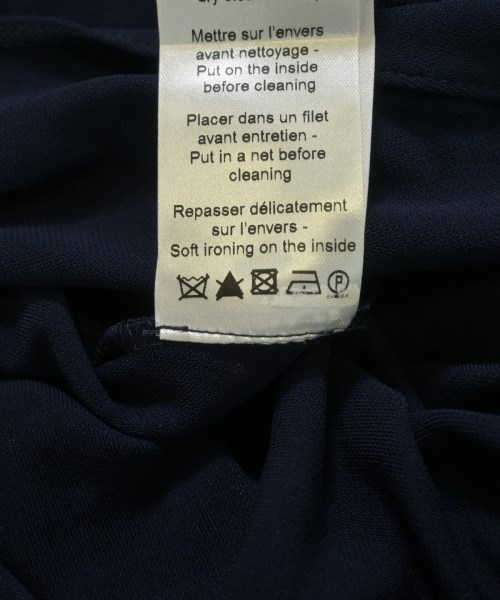 Mettre sur l'envers
avant nettoyage -
Put on the inside
before cleaning
Placer dans un filet
avant entretien -
Put in a net before
cleaning
Repasser délicatement
sur l'envers -
Soft ironing on the inside
P